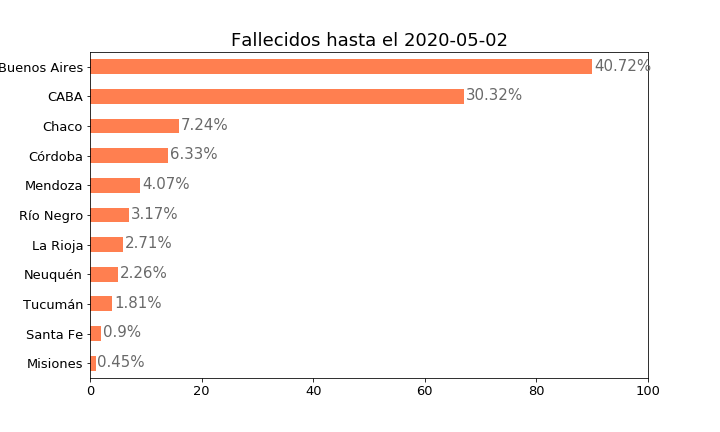 Fallecidos hasta el 2020-05-02
Buenos Aires 40.72%
CABA 30.32%
Chaco 7.24%
Córdoba 6.33%
Mendoza 4.07%
Río Negro 3.17%
La Rioja 2.71%
Neuquén 2.26%
Tucumán 1.81%
Santa Fe 0.9%
Misiones 0.45%
0 20 40 60 80 100